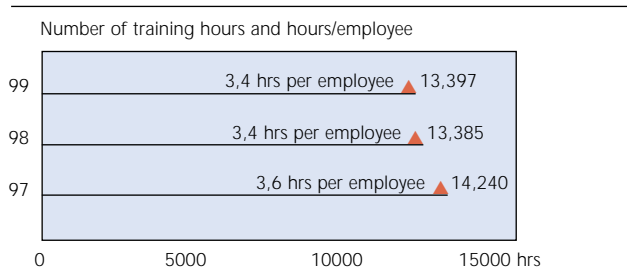 Number of training hours and hours/employee
99 3,4 hrs per employee 13,397
98 3,4 hrs per employee 13,385
97 3,6 hrs per employee 14,240
0 5000 10000 15000 hrs